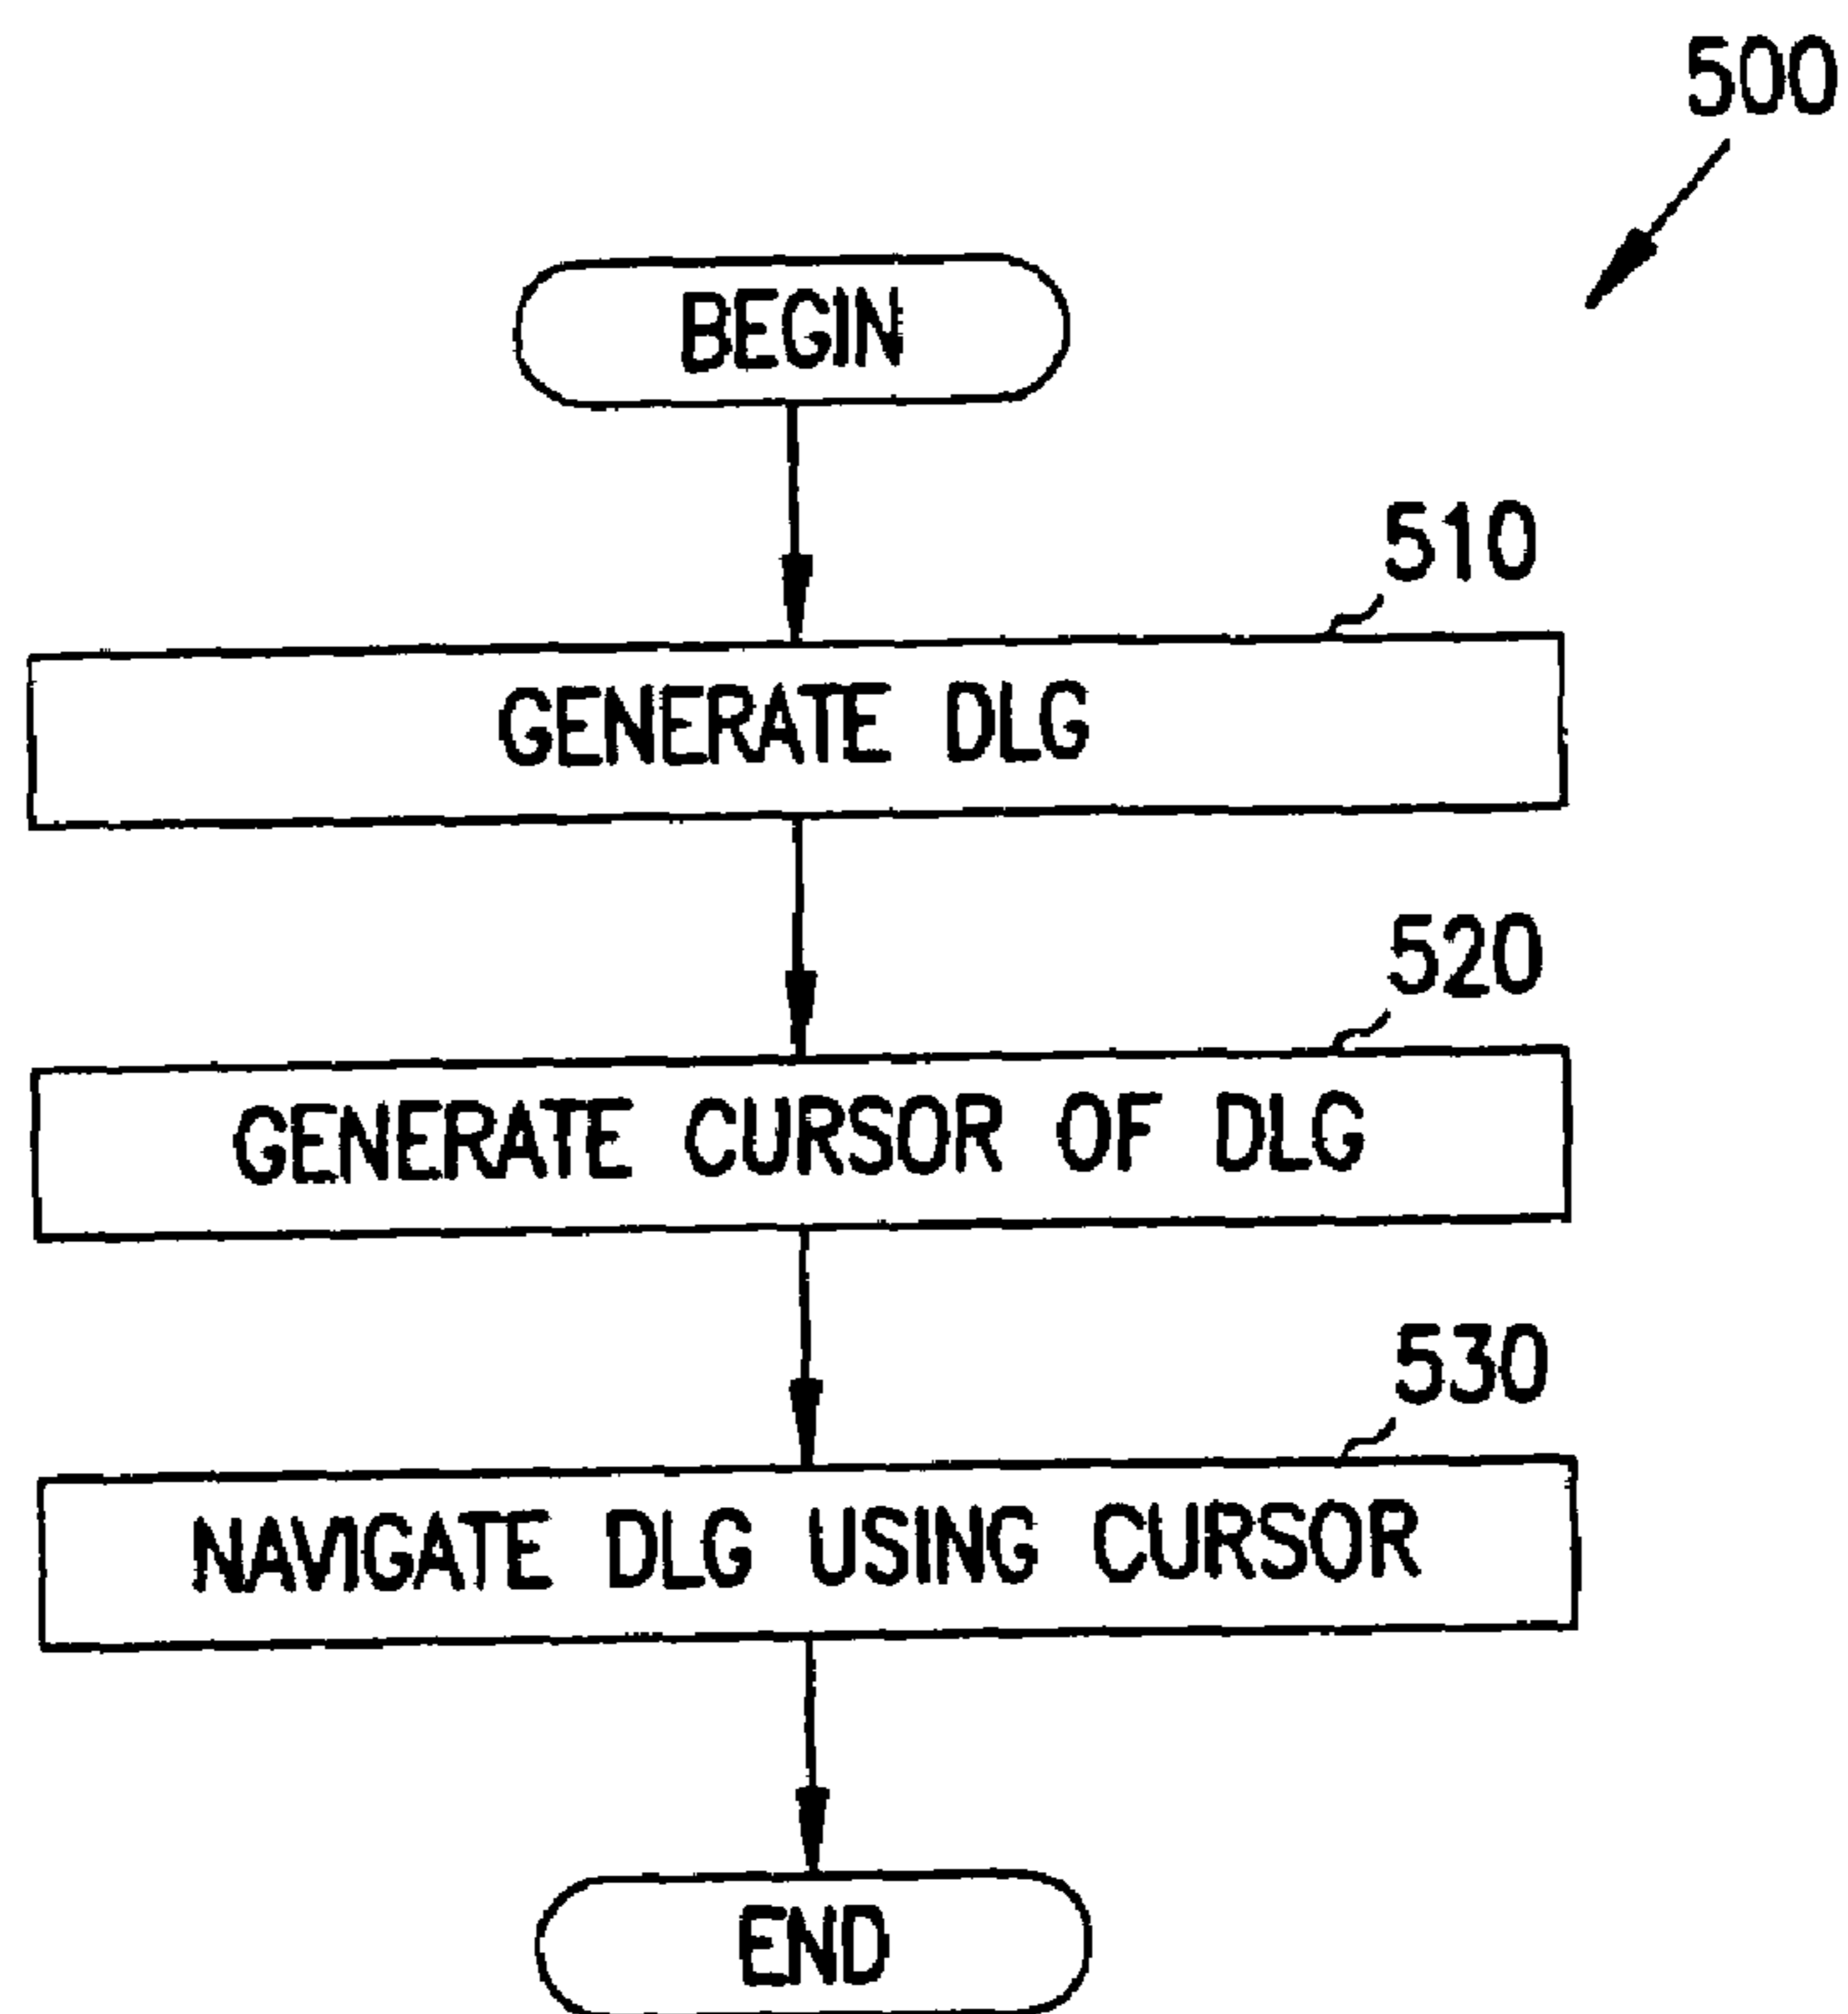 500
BEGIN
510
GENERATE DLG
520
GENERATE CURSOR OF DLG
530
NAVIGATE DLG USING CURSOR
END